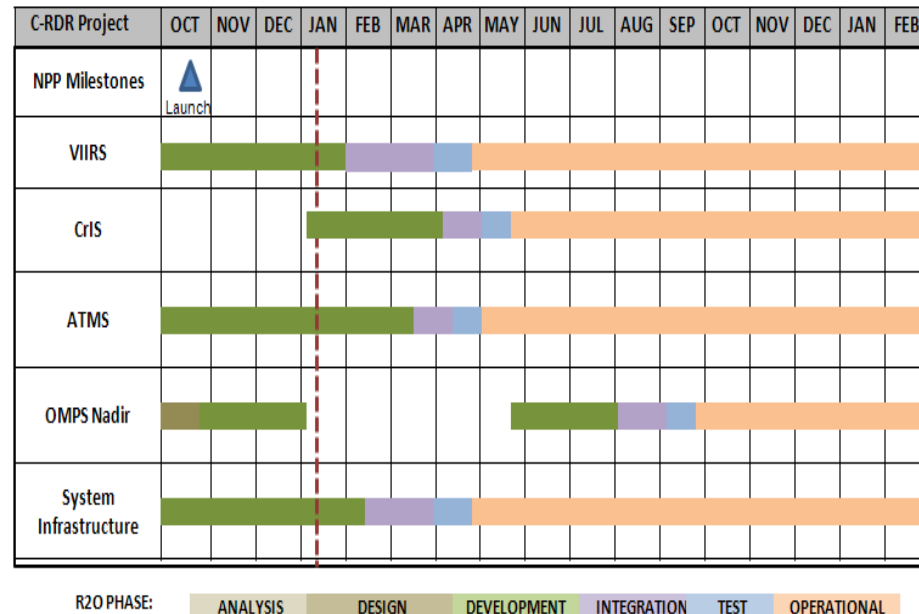 C-RDR Project OCT NOV DEC JAN FEB MAR APR MAY JUN JUL AUG SEP OCT NOV DEC JAN FEB
NPP Milestones
Launch
VIIRS
CrIS
ATMS
OMPS Nadir
System
Infrastructure
R2O PHASE: ANALYSIS DESIGN DEVELOPMENT INTEGRATION TEST OPERATIONAL